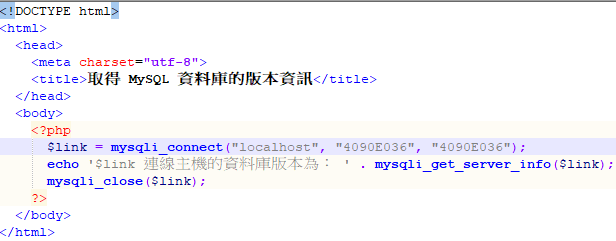 <!DOCTYPE html>
<html>
<head>
<meta charset="utf-8">
<title>取得 MySQL 資料庫的版本資訊</title>
</head>
<body>
<?php
$link = mysqli_connect("localhost", "4090E036", "4090E036");
echo '$link 連線主機的資料庫版本為： ' . mysqli_get_server_info($link);
mysqli_close($link);
?>
</body>
</html>